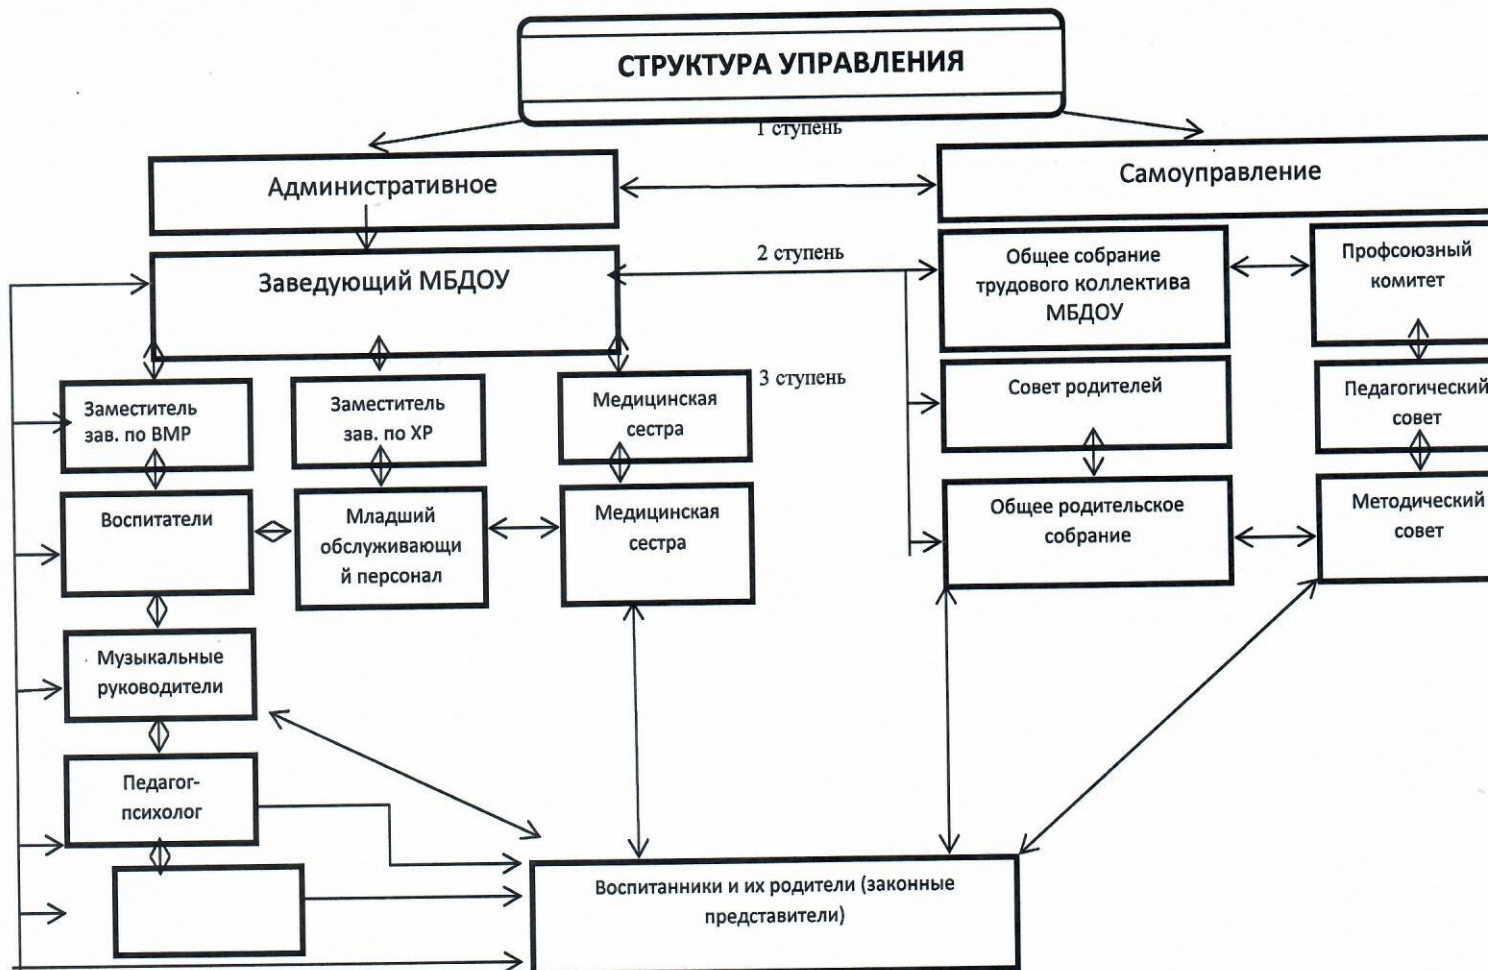 СТРУКТУРА УПРАВЛЕНИЯ
1 ступень
Административное
Самоуправление
2 ступень
Заведующий МБДОУ
Общее собрание
трудового коллектива
МБДОУ
Профсоюзный
комитет
3 ступень
Заместитель
зав. по ВМР
Заместитель
зав. по ХР
Медицинская
сестра
Совет родителей
Педагогический
совет
Воспитатели
Младший
обслуживающи
й персонал
Медицинская
сестра
Общее родительское
собрание
Методический
совет
Музыкальные
руководители
Педагог-
психолог
Воспитанники и их родители (законные
представители)